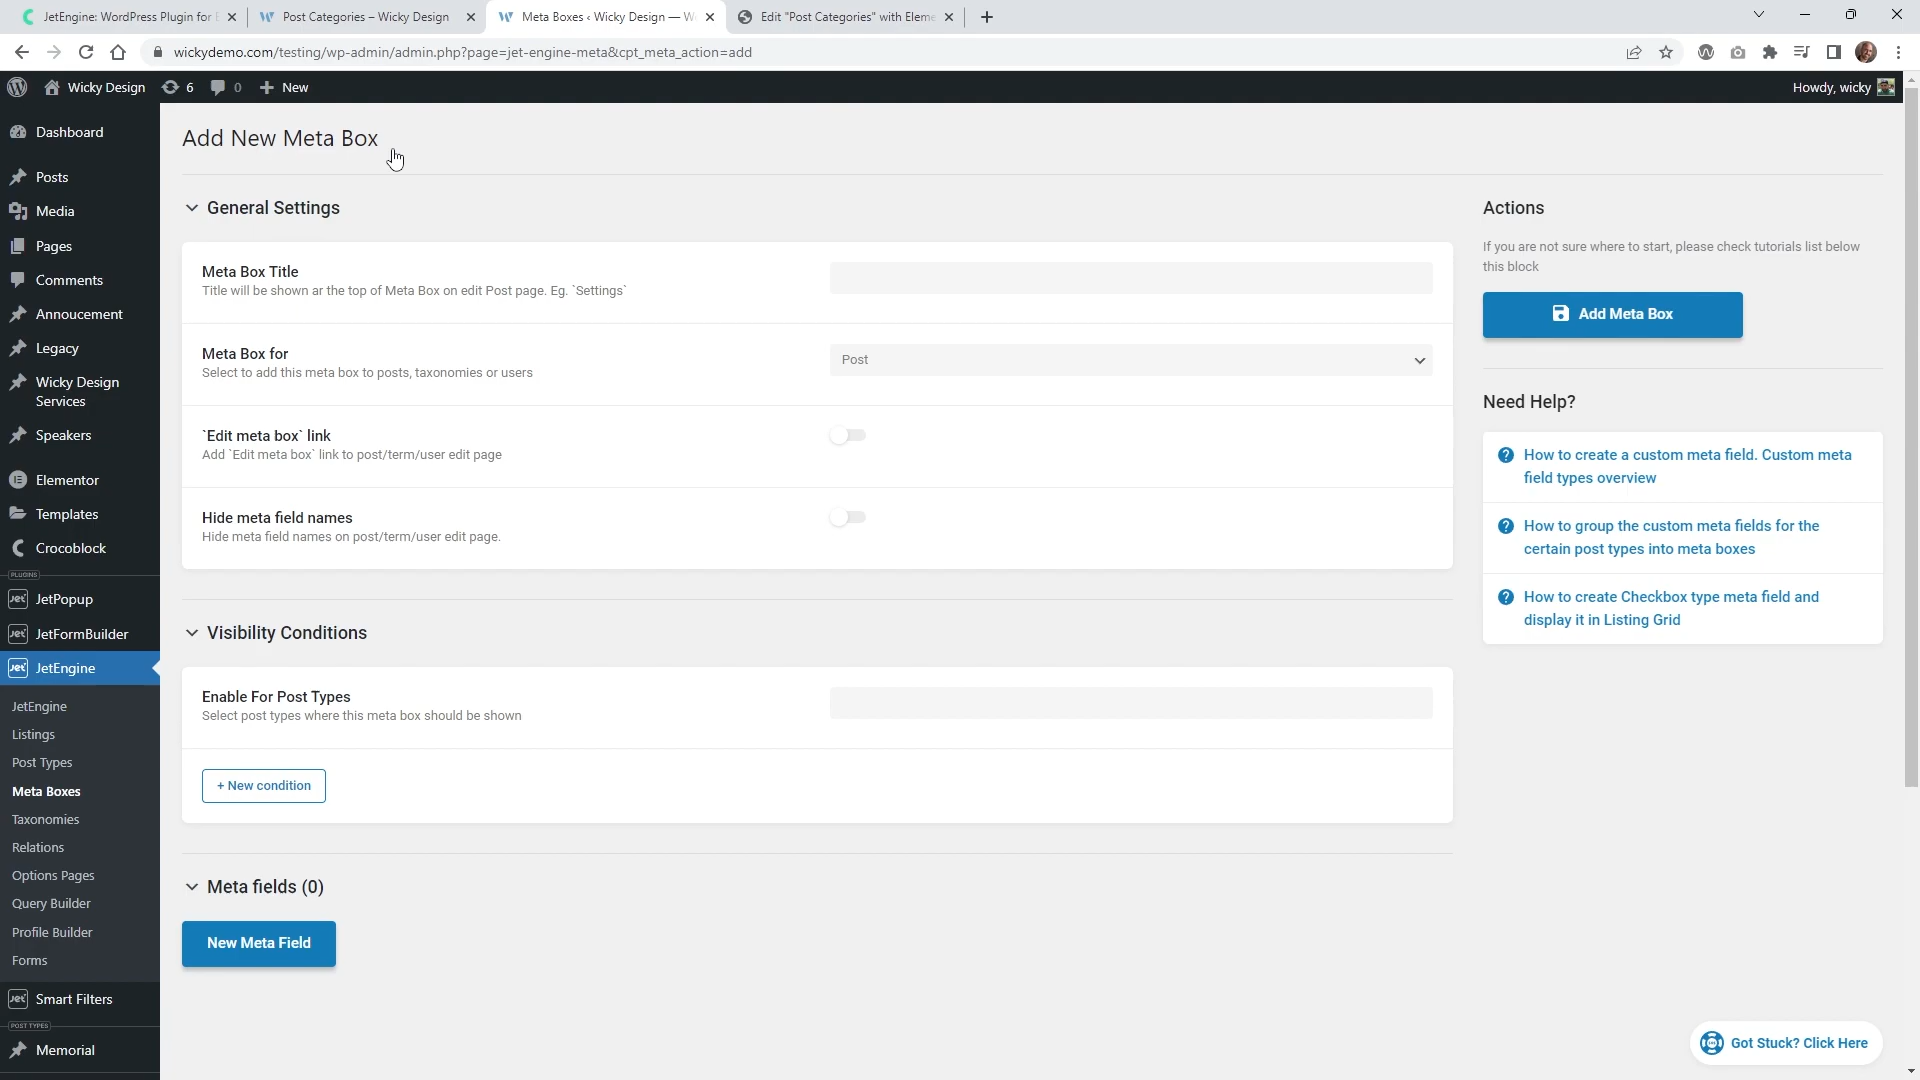 JetEngine: WordPress Plugin for E
Post Categories – Wicky Design
Meta Boxes ‹ Wicky Design — W
Edit "Post Categories" with Eleme
wickydemo.com/testing/wp-admin/admin.php?page=jet-engine-meta&cpt_meta_action=add
Wicky Design
6
0
New
Howdy, wicky
Dashboard
Posts
Media
Pages
Comments
Annoucement
Legacy
Wicky Design
Services
Speakers
Elementor
Templates
Crocoblock
PLUGINS
JetPopup
JetFormBuilder
JetEngine
JetEngine
Listings
Post Types
Meta Boxes
Taxonomies
Relations
Options Pages
Query Builder
Profile Builder
Forms
Smart Filters
POST TYPES
Memorial
Add New Meta Box
General Settings
Meta Box Title
Title will be shown ar the top of Meta Box on edit Post page. Eg. `Settings`
Meta Box for
Select to add this meta box to posts, taxonomies or users
Post
`Edit meta box` link
Add `Edit meta box` link to post/term/user edit page
Hide meta field names
Hide meta field names on post/term/user edit page.
Visibility Conditions
Enable For Post Types
Select post types where this meta box should be shown
+ New condition
Meta fields (0)
New Meta Field
Actions
If you are not sure where to start, please check tutorials list below
this block
Add Meta Box
Need Help?
How to create a custom meta field. Custom meta
field types overview
How to group the custom meta fields for the
certain post types into meta boxes
How to create Checkbox type meta field and
display it in Listing Grid
Got Stuck? Click Here